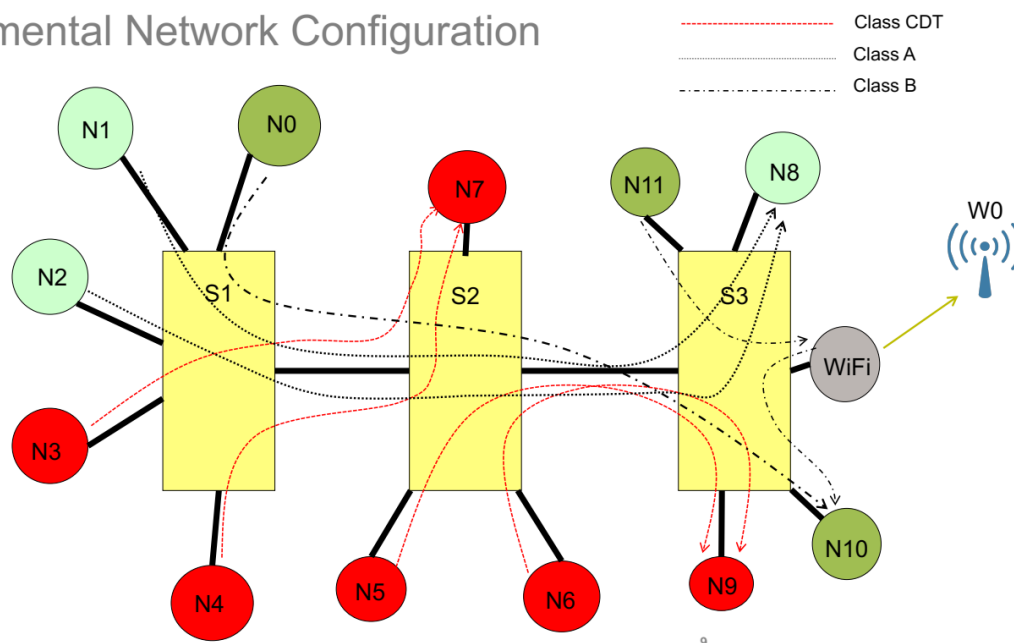 mental Network Configuration
Class CDT
Class A
Class B
N1
N0
N7
N11
N8
W0
N2
S1
S2
S3
WiFi
N3
N10
N4
N5
N6
N9
9